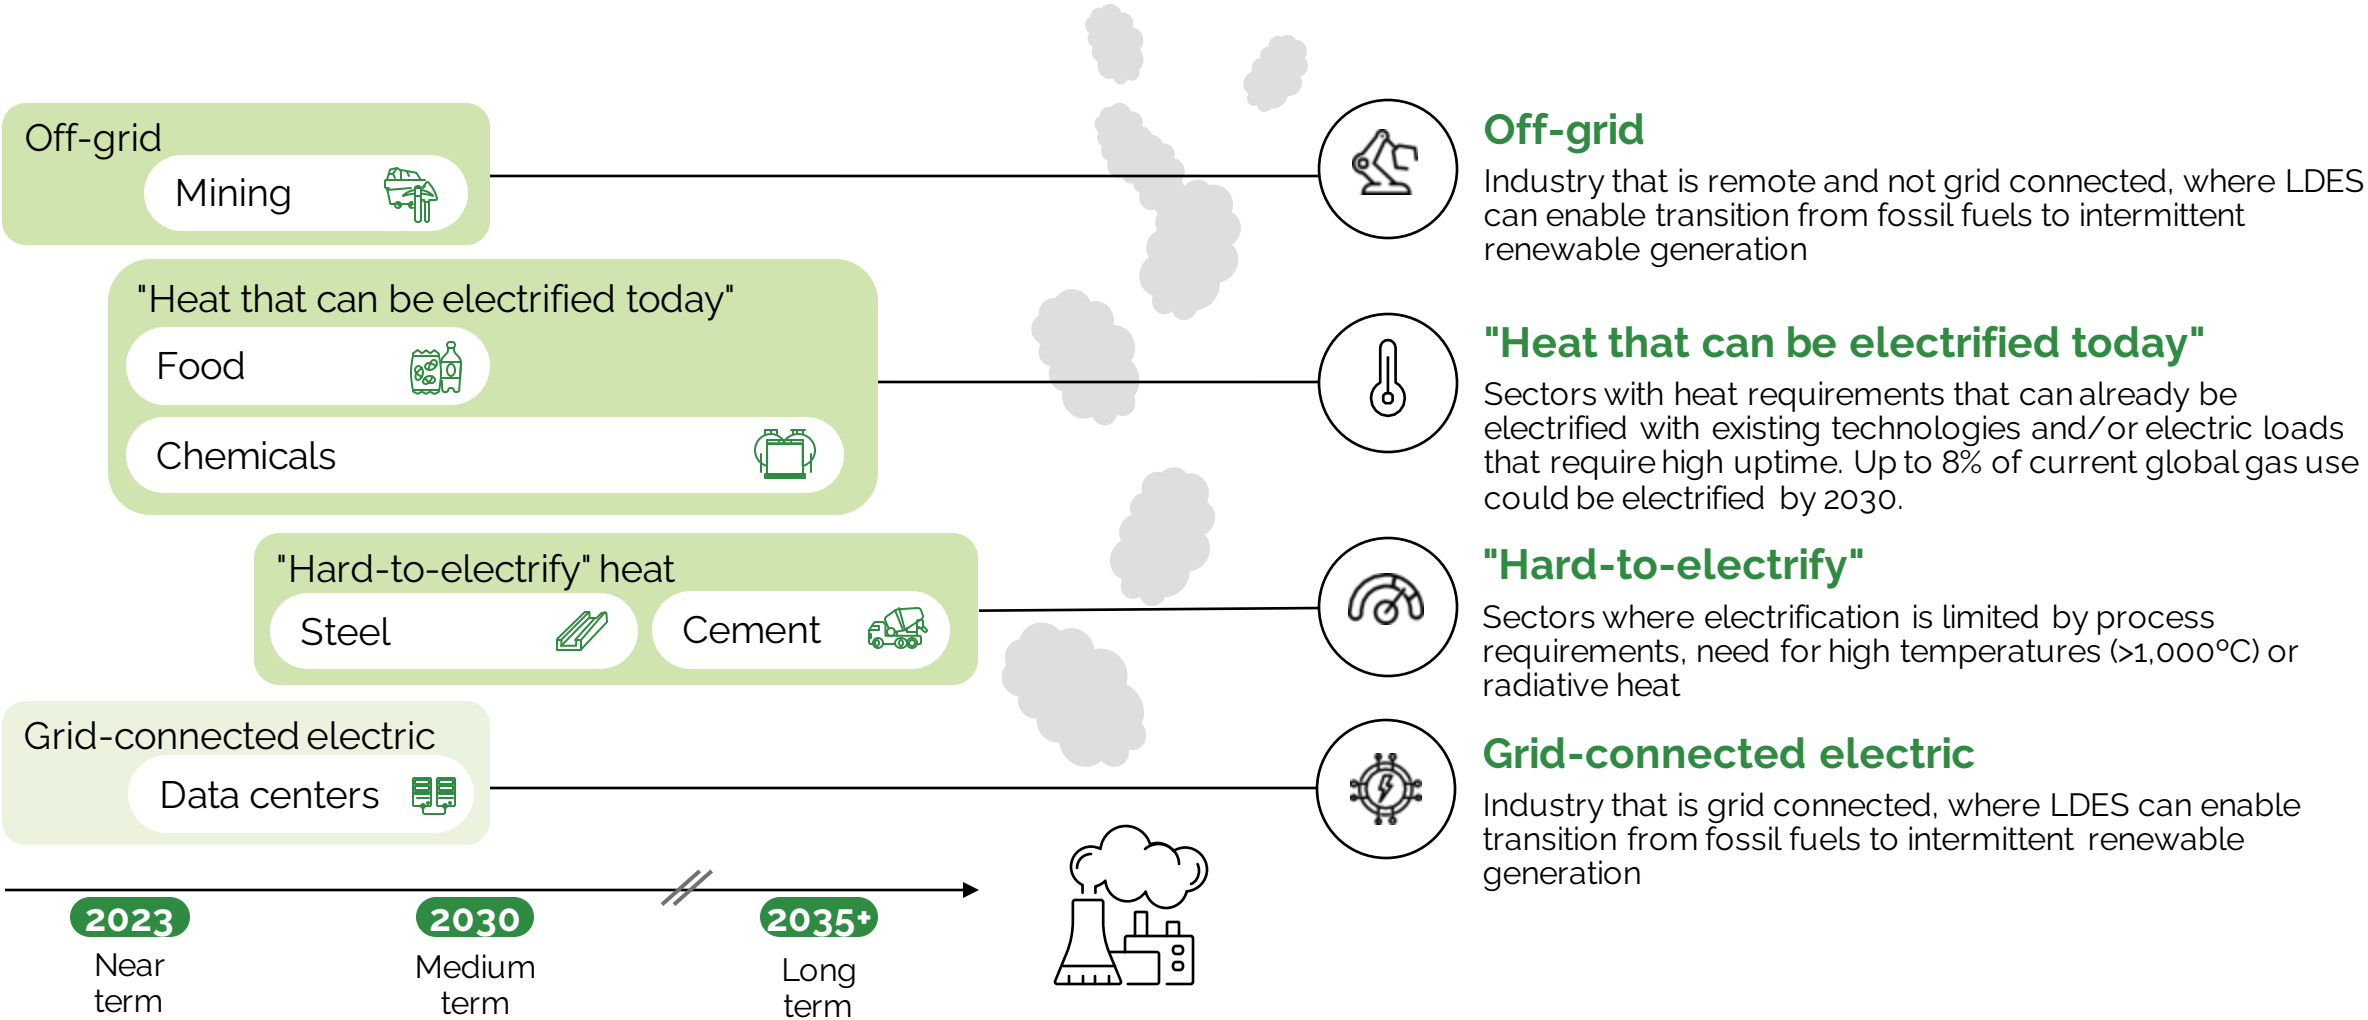 Off-grid
Mining
"Heat that can be electrified today"
Food
Chemicals
"Hard-to-electrify" heat
Steel
Cement
Grid-connected electric
Data centers
2023
Near
term
2030
Medium
term
2035+
Long
term
Off-grid
Industry that is remote and not grid connected, where LDES
can enable transition from fossil fuels to intermittent
renewable generation
"Heat that can be electrified today"
Sectors with heat requirements that can already be
electrified with existing technologies and/or electric loads
that require high uptime. Up to 8% of current global gas use
could be electrified by 2030.
"Hard-to-electrify"
Sectors where electrification is limited by process
requirements, need for high temperatures (>1,000ºC) or
radiative heat
Grid-connected electric
Industry that is grid connected, where LDES can enable
transition from fossil fuels to intermittent renewable
generation